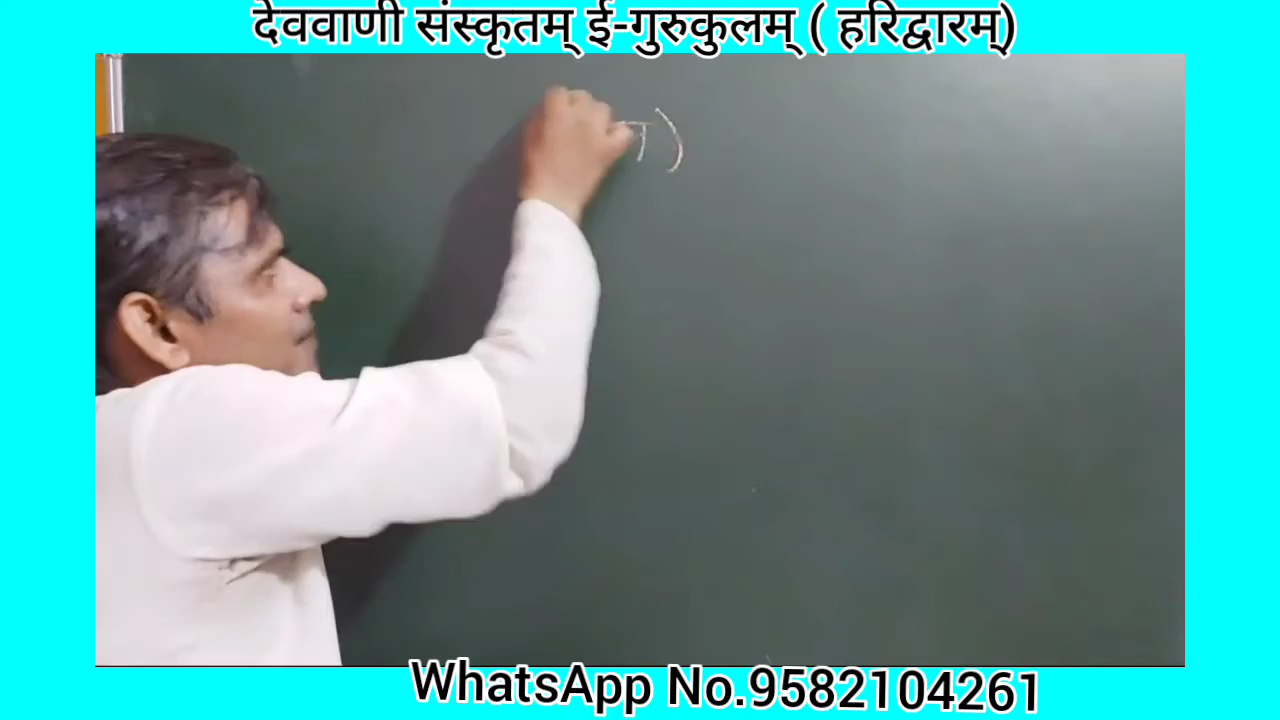 देववाणी संस्कृतम् ई-गुरुकुलम् ( हरिद्वारम्)
WhatsApp No.9582104261